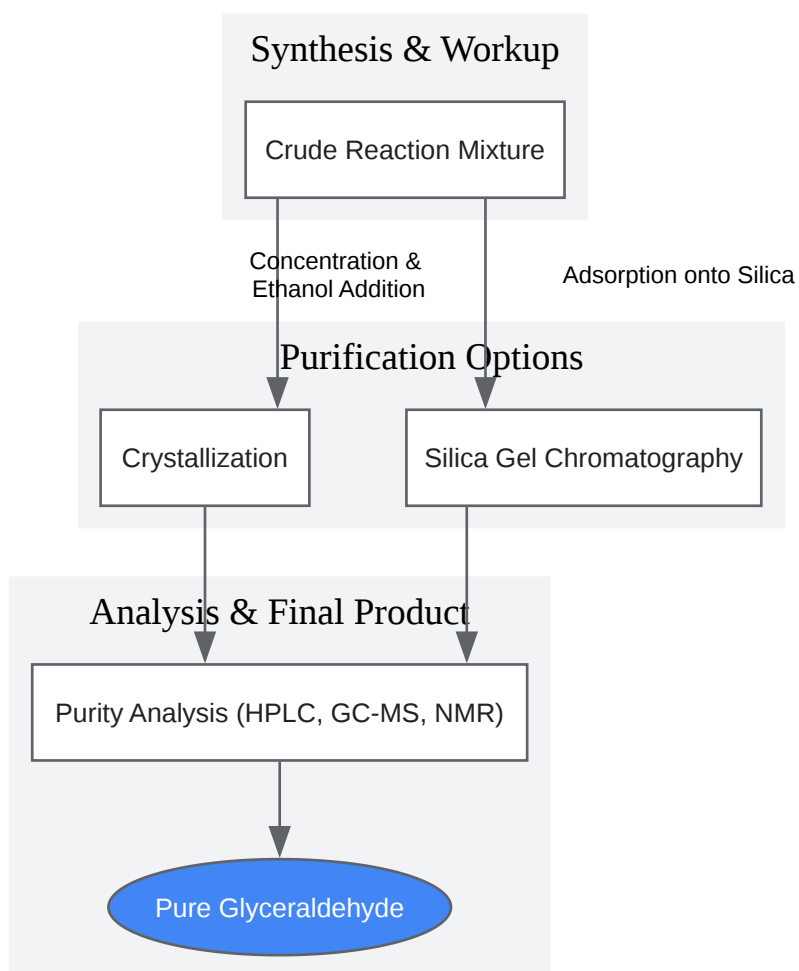 Synthesis & Workup
Crude Reaction Mixture
Concentration &
Ethanol Addition
Adsorption onto Silica
Purification Options
Crystallization
Silica Gel Chromatography
Analysis & Final Product
Purity Analysis (HPLC, GC-MS, NMR)
Pure Glyceraldehyde